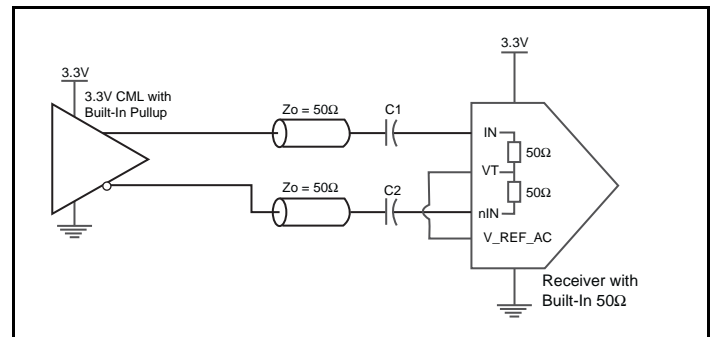 3.3V
3.3V
3.3V CML with
Built-In Pullup
Zo = 50Ω
C1
IN
50Ω
VT
Zo = 50Ω
C2
50Ω
nIN
V_REF_AC
Receiver with
Built-In 50Ω